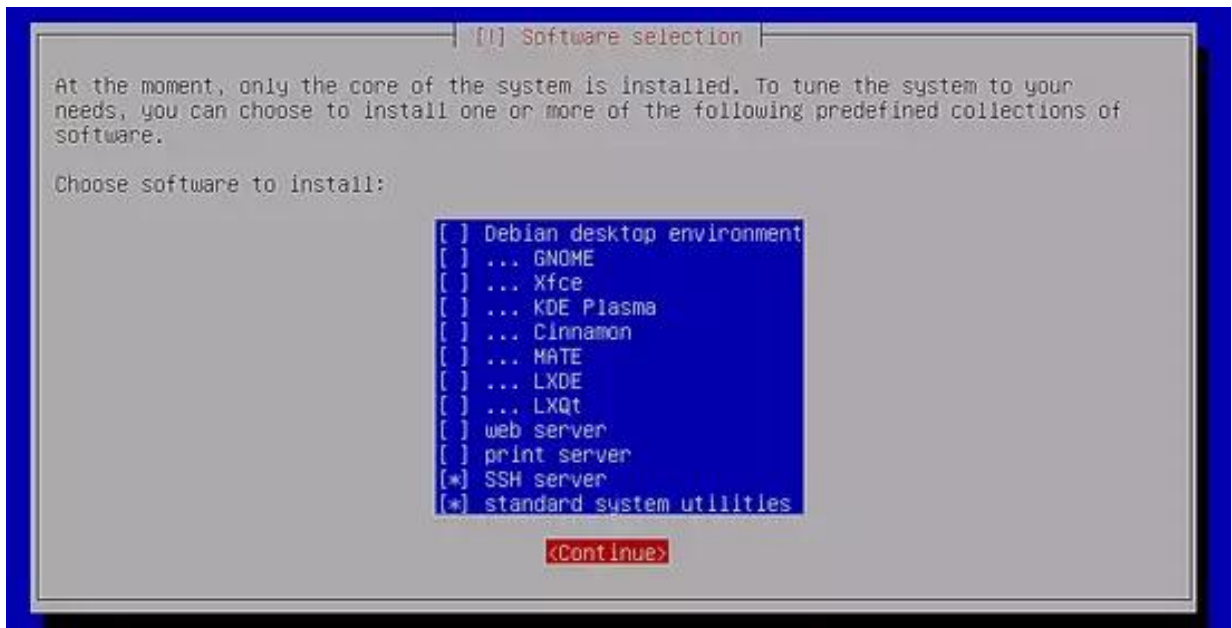 [!] Software selection
At the moment, only the core of the system is installed. To tune the system to your
needs, you can choose to install one or more of the following predefined collections of
software.
Choose software to install:
[ ] Debian desktop environment
[ ] ... GNOME
[ ] ... Xfce
[ ] ... KDE Plasma
[ ] ... Cinnamon
[ ] ... MATE
[ ] ... LXDE
[ ] ... LXQt
[ ] web server
[ ] print server
[*] SSH server
[*] standard system utilities
<Continue>